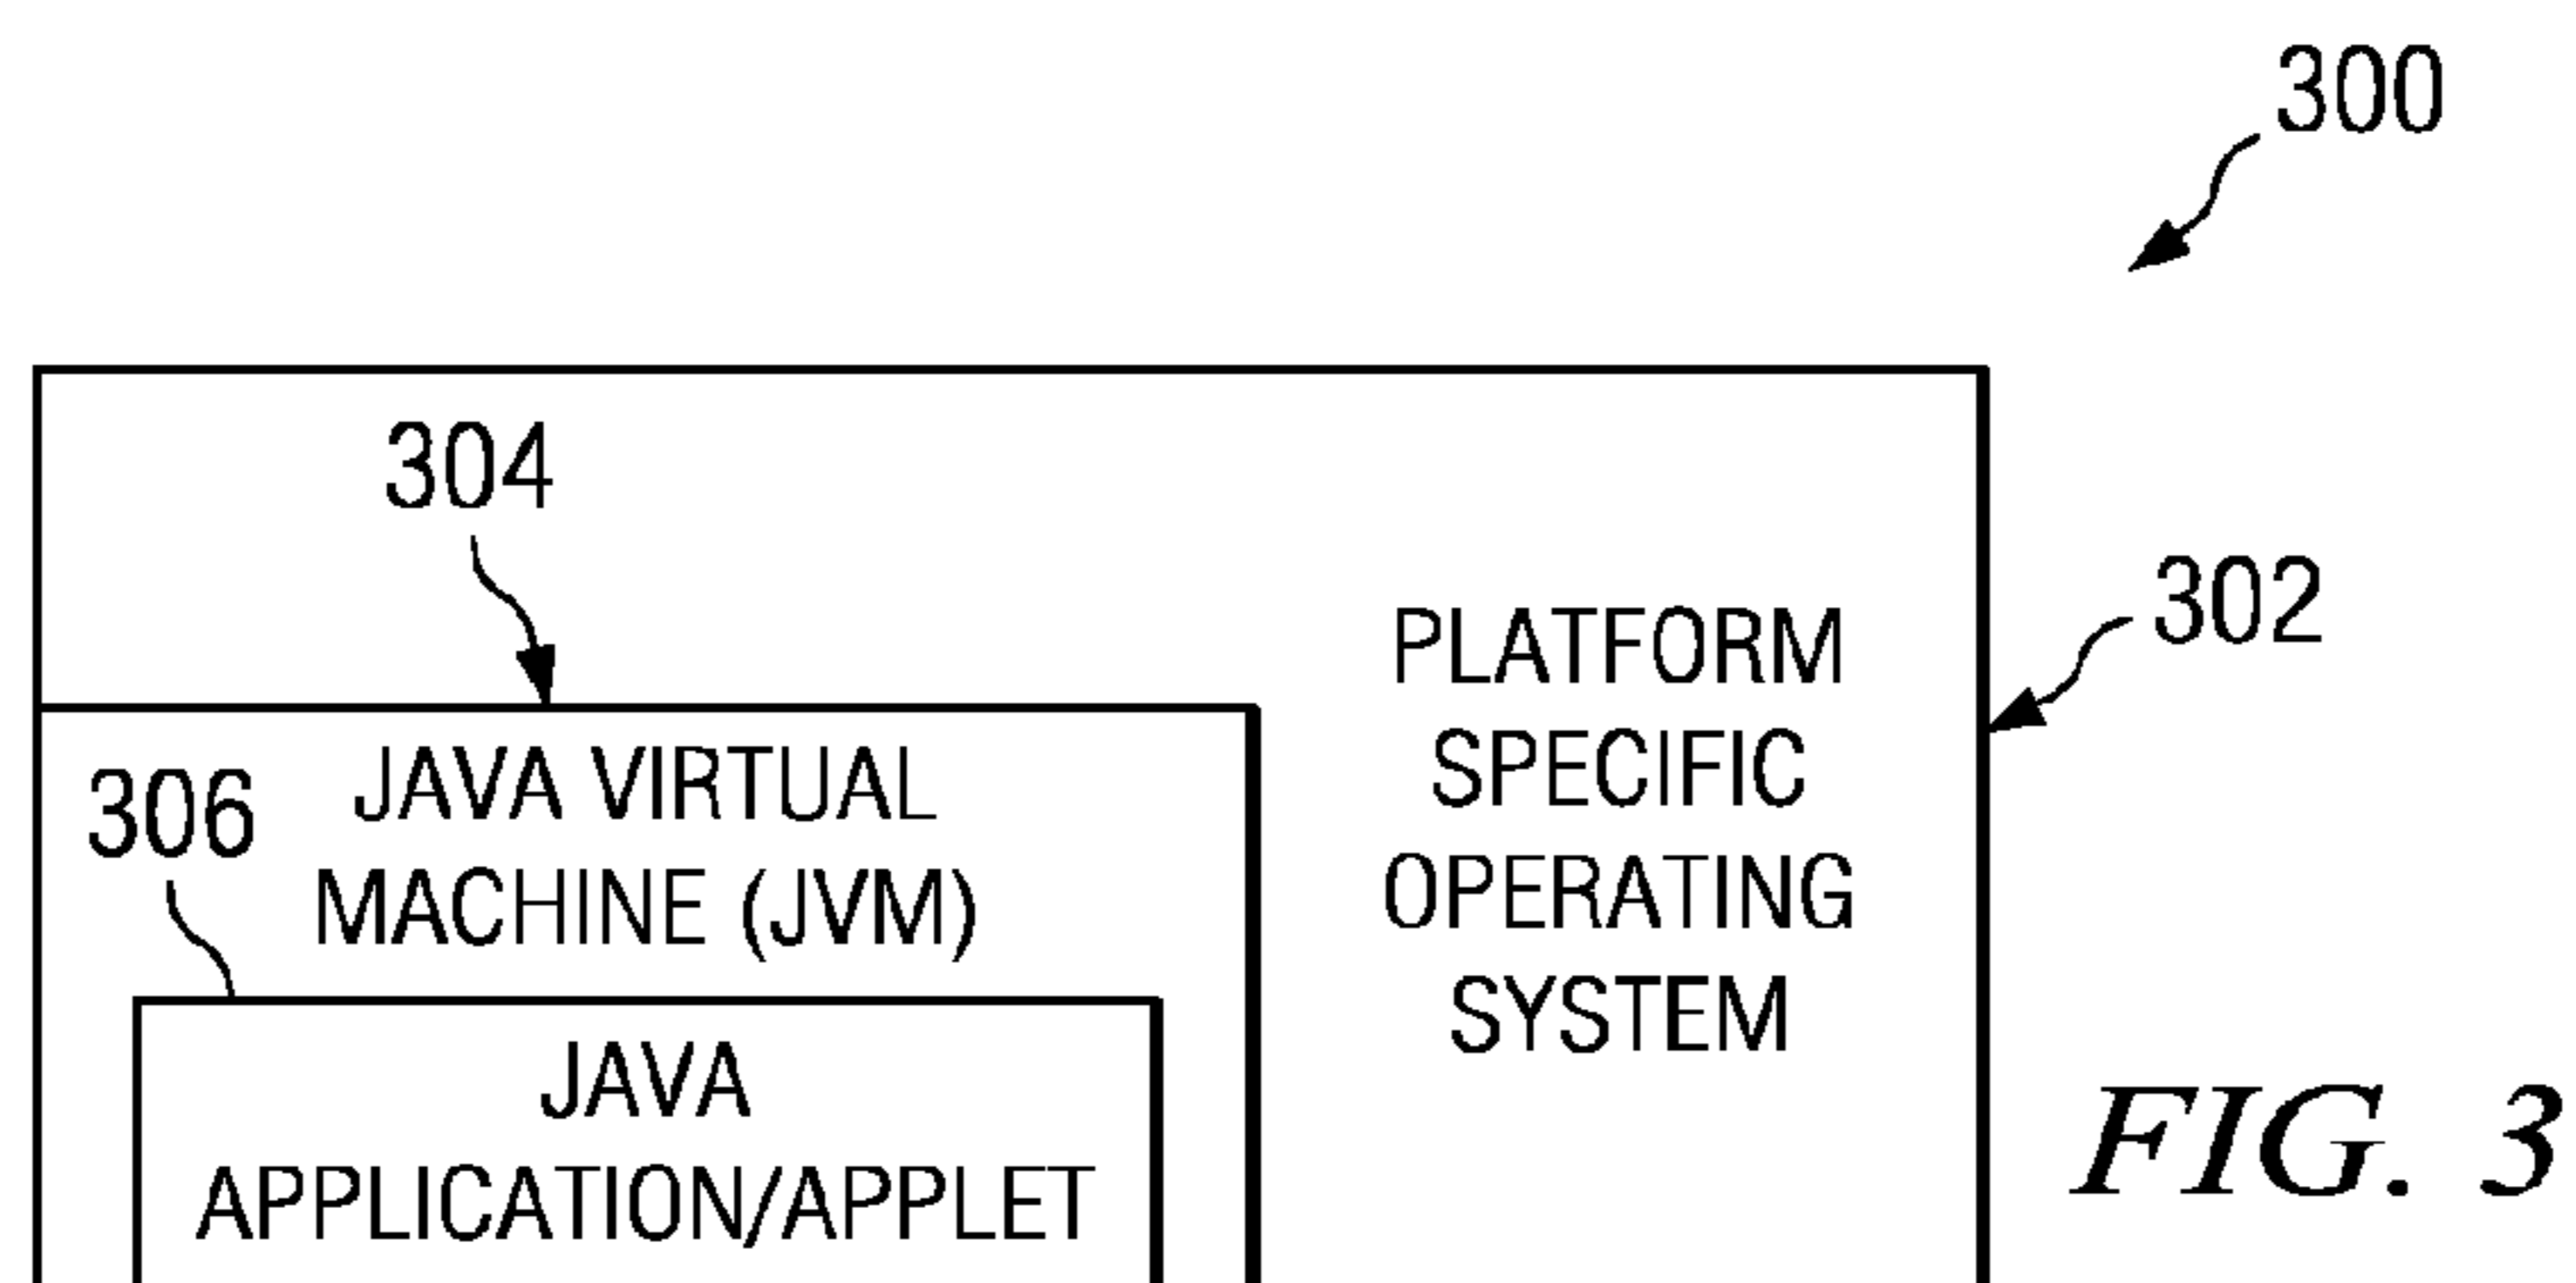 300
304
302
PLATFORM
SPECIFIC
OPERATING
SYSTEM
306
JAVA VIRTUAL
MACHINE (JVM)
JAVA
APPLICATION/APPLET
FIG. 3